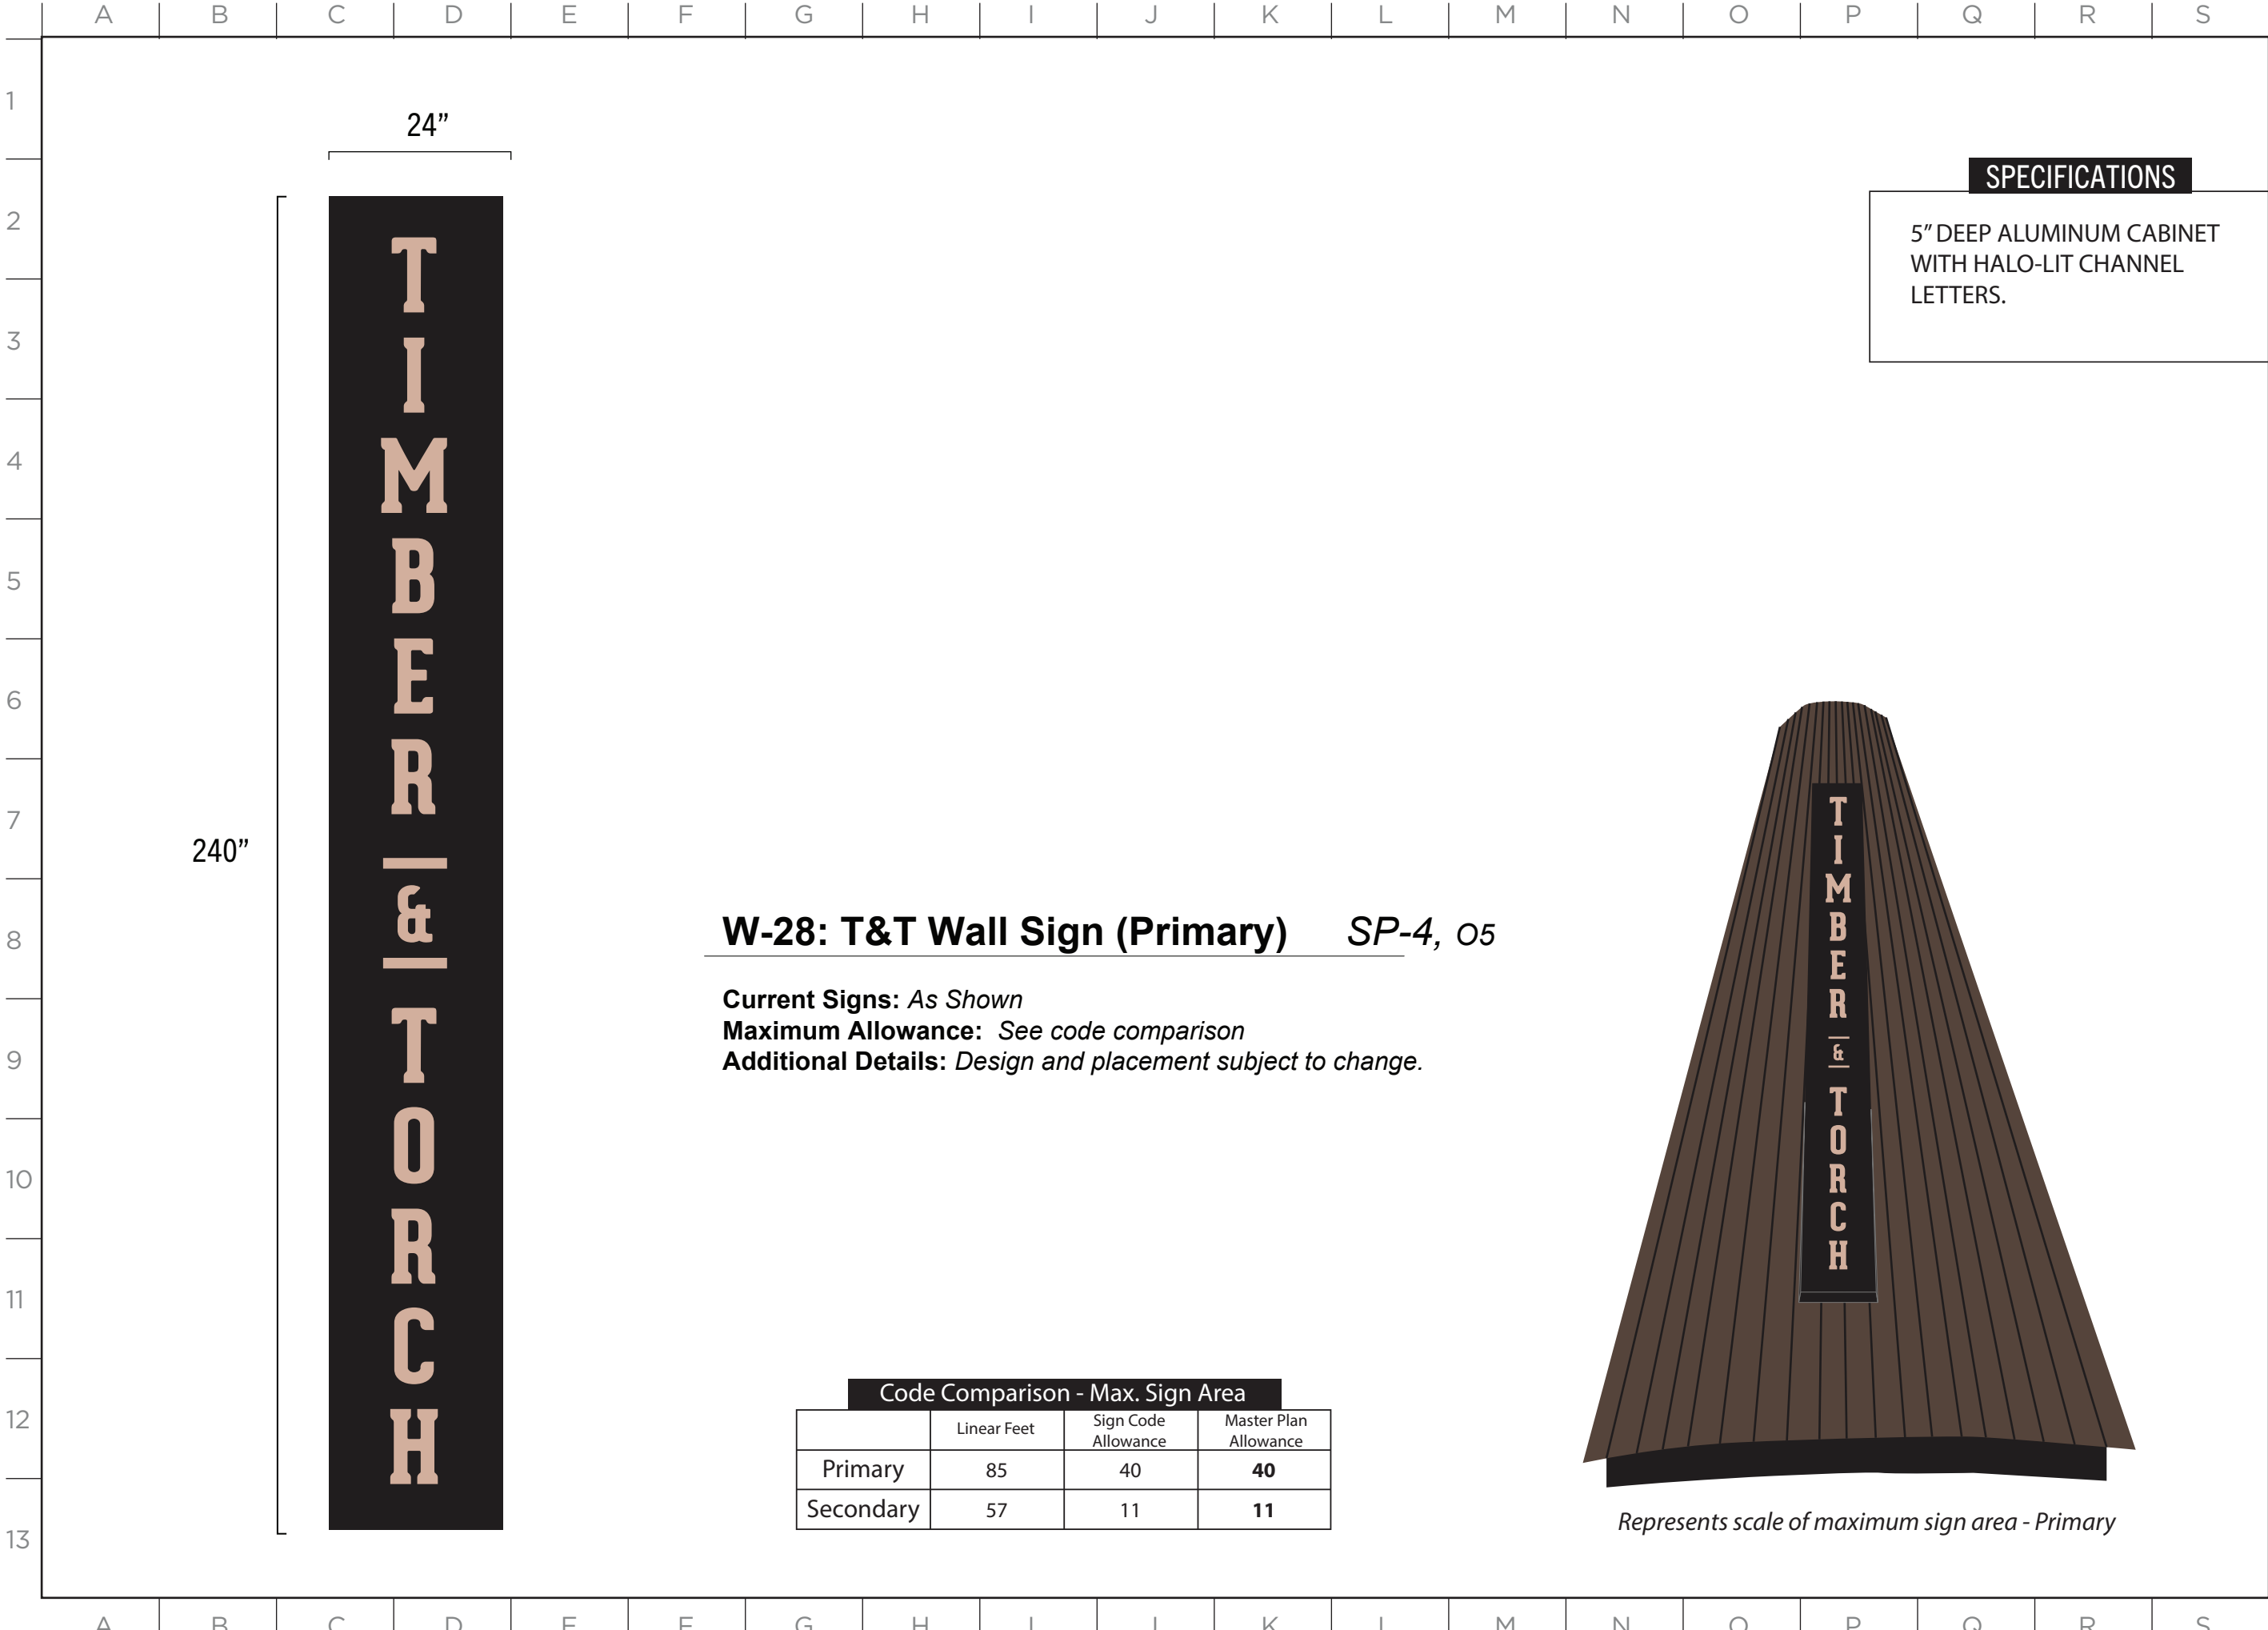 A B C D E F G H I J K L M N O P Q R S
1
2
3
4
5
6
7
8
9
10
11
12
13
24”
240”
T
I
M
B
E
R
&
T
O
R
C
H
SPECIFICATIONS
5” DEEP ALUMINUM CABINET
WITH HALO-LIT CHANNEL
LETTERS.
W-28: T&T Wall Sign (Primary) SP-4, O5
Current Signs: As Shown
Maximum Allowance: See code comparison
Additional Details: Design and placement subject to change.
Code Comparison - Max. Sign Area
Linear Feet Sign Code Allowance Master Plan Allowance
Primary 85 40 40
Secondary 57 11 11
T
I
M
B
E
R
&
T
O
R
C
H
Represents scale of maximum sign area - Primary
A B C D E F G H I J K L M N O P Q R S